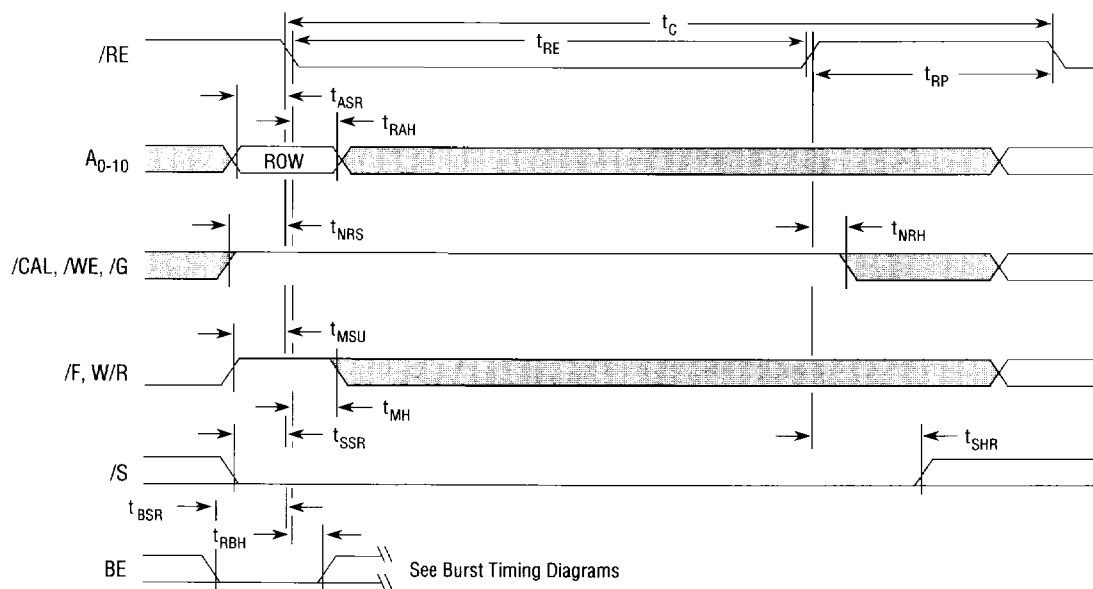 t_C
/RE
t_RE
t_RP
t_ASR
t_RAH
A_0-10
ROW
t_NRS
t_NRH
/CAL, /WE, /G
t_MSU
/F, W/R
t_MH
t_SSR
t_SHR
/S
t_BSR
t_RBH
BE
See Burst Timing Diagrams